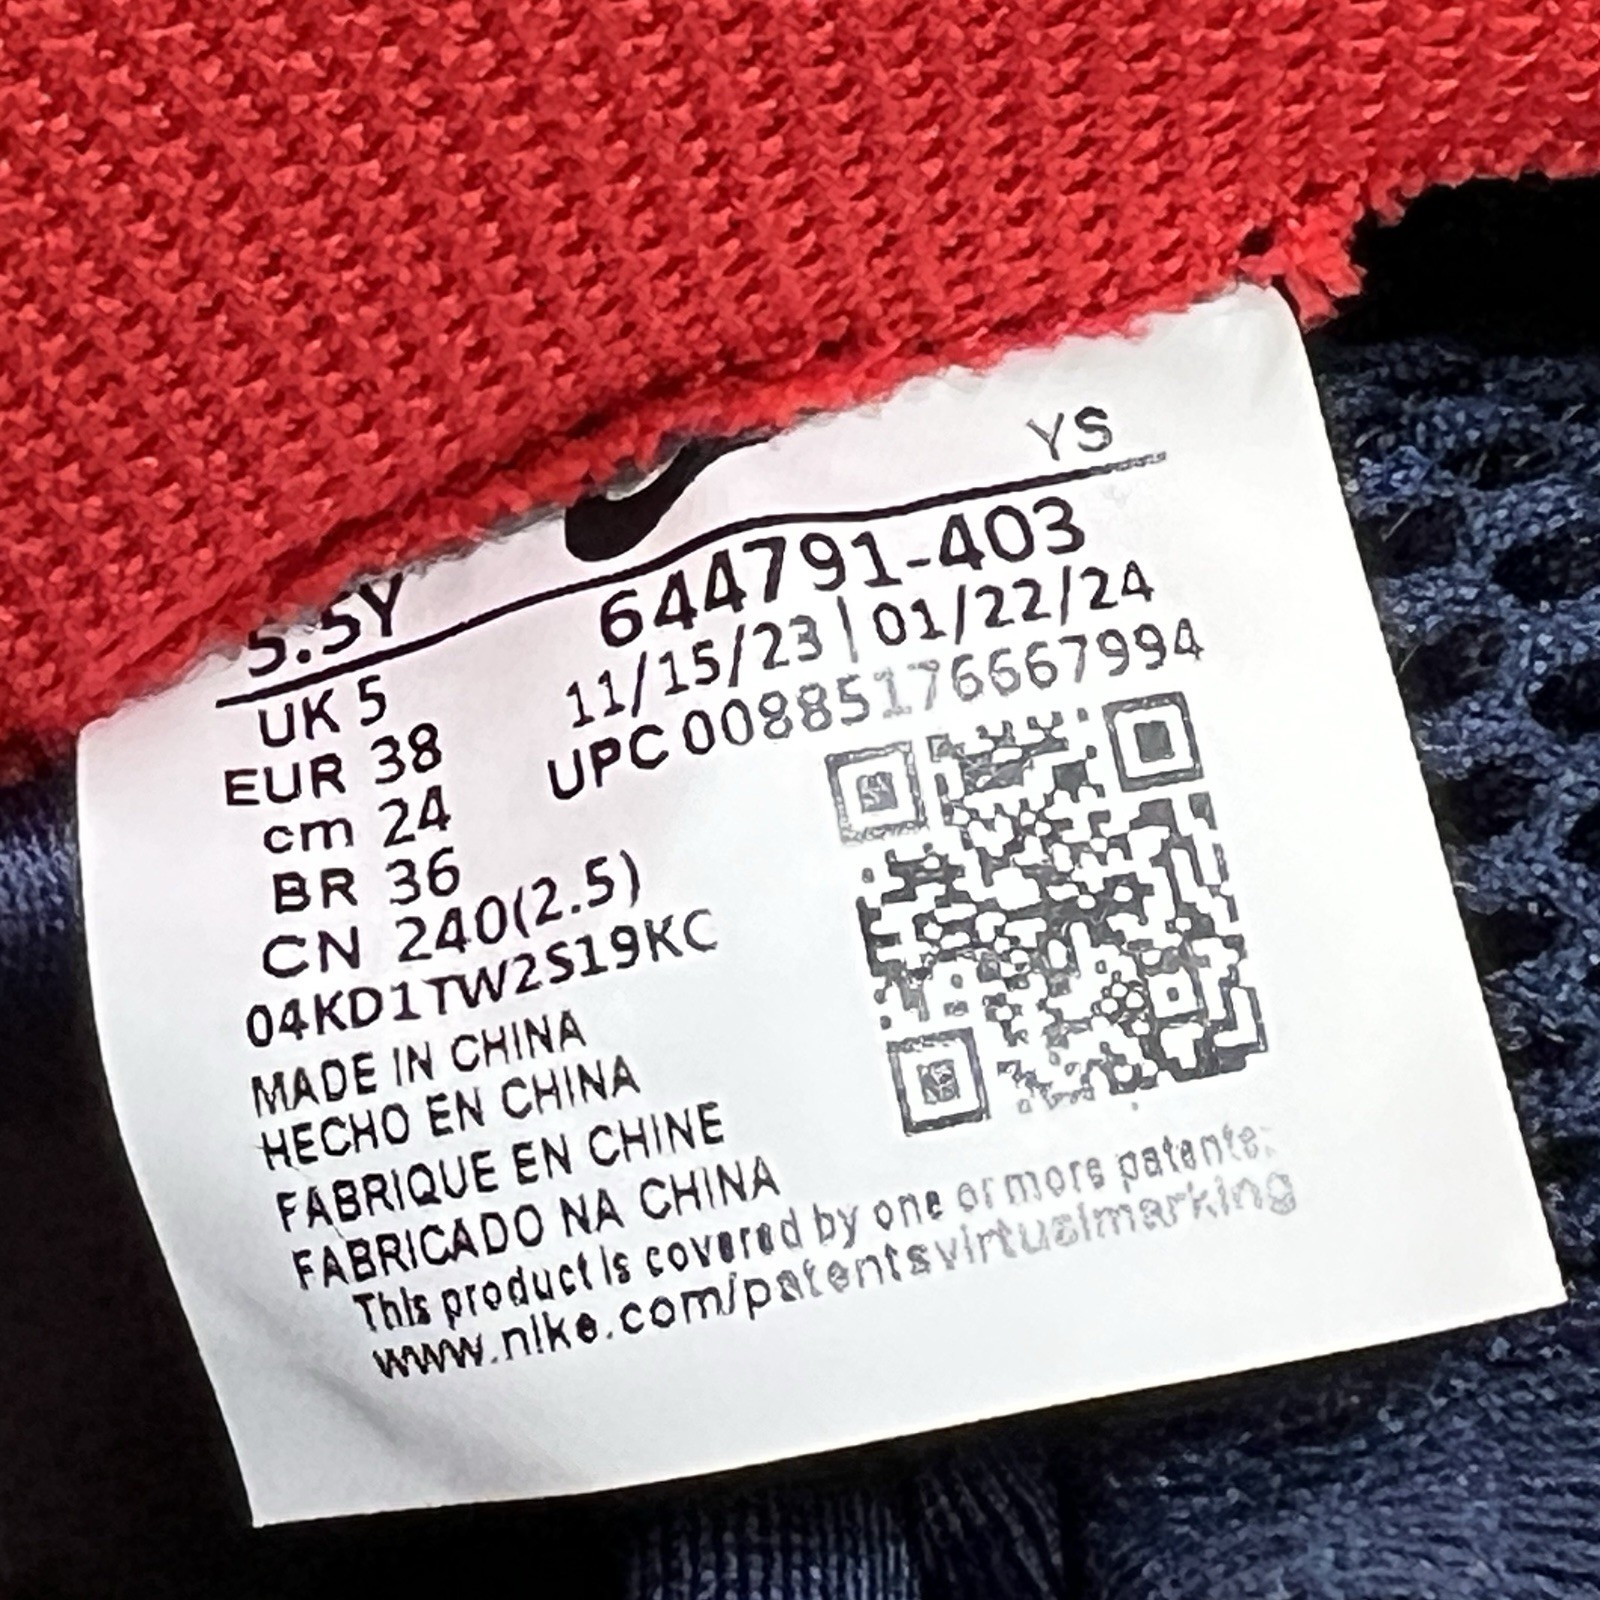 YS
5.5Y
644791-403
UK 5
11/15/23 | 01/22/24
EUR 38
UPC 00885176667994
cm 24
BR 36
CN 240(2.5)
04KD1TW2S19KC
MADE IN CHINA
HECHO EN CHINA
FABRIQUE EN CHINE
FABRICADO NA CHINA
This product is covered by one or more patents.
www.nike.com/patentsvirtualmarking